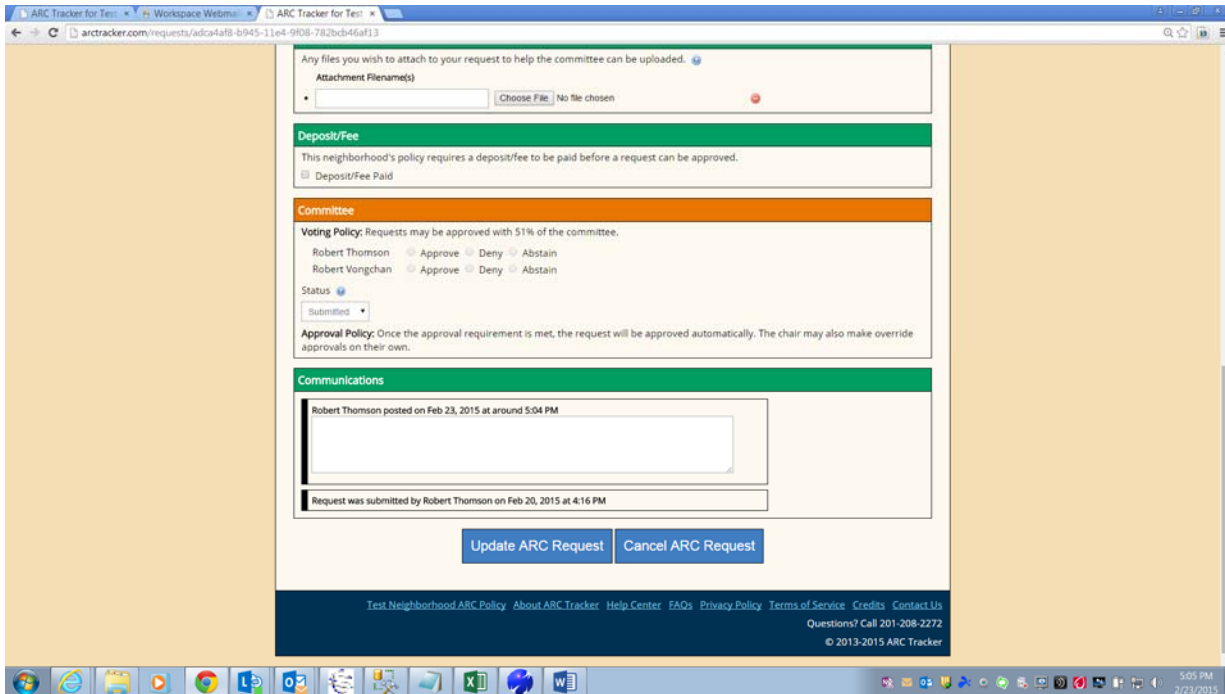 ARC Tracker for Test
Workspace Webmai
ARC Tracker for Test
arctracker.com/requests/adca4af8-b945-11e4-9f08-782bcb46af13
Any files you wish to attach to your request to help the committee can be uploaded.
Attachment Filename(s)
Choose File No file chosen
Deposit/Fee
This neighborhood's policy requires a deposit/fee to be paid before a request can be approved.
Deposit/Fee Paid
Committee
Voting Policy: Requests may be approved with 51% of the committee.
Robert Thomson Approve Deny Abstain
Robert Vongchan Approve Deny Abstain
Status
Submitted
Approval Policy: Once the approval requirement is met, the request will be approved automatically. The chair may also make override
approvals on their own.
Communications
Robert Thomson posted on Feb 23, 2015 at around 5:04 PM
Request was submitted by Robert Thomson on Feb 20, 2015 at 4:16 PM
Update ARC Request Cancel ARC Request
Test Neighborhood ARC Policy About ARC Tracker Help Center FAQs Privacy Policy Terms of Service Credits Contact Us
Questions? Call 201-208-2272
© 2013-2015 ARC Tracker
5:05 PM
2/23/2015